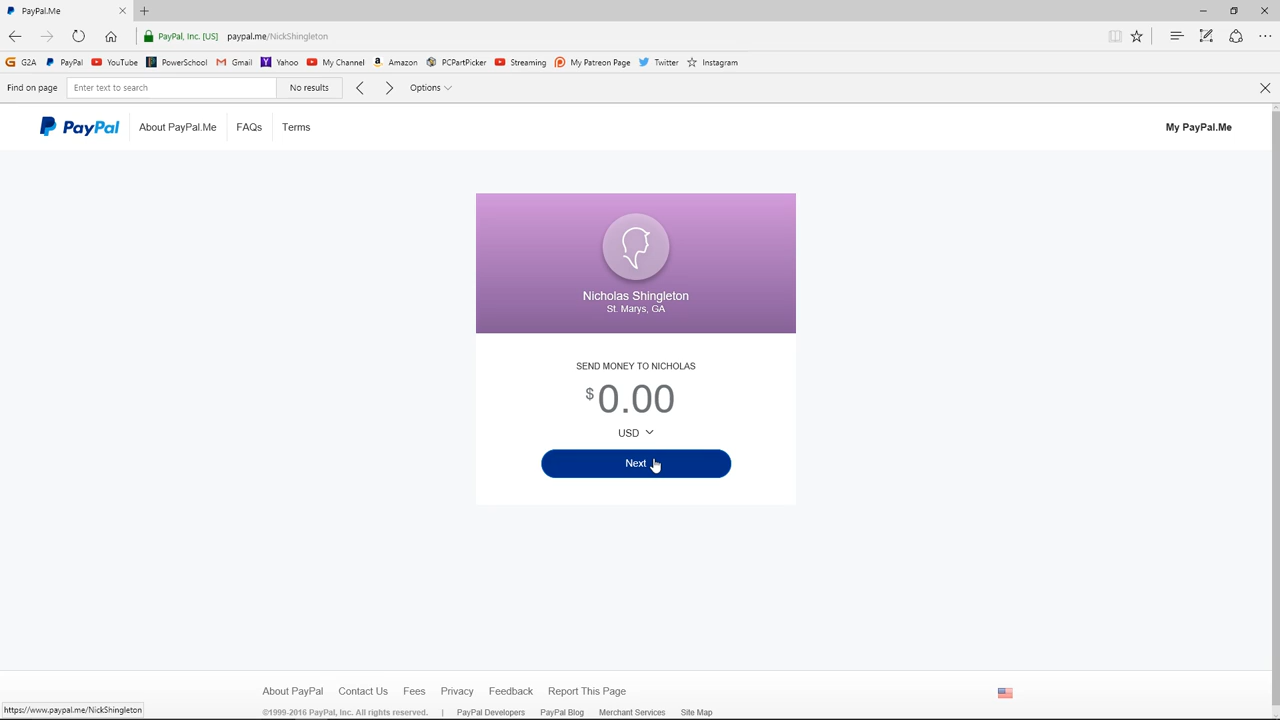 PayPal.Me
PayPal, Inc. [US] paypal.me/NickShingleton
G2A PayPal YouTube PowerSchool Gmail Yahoo My Channel Amazon PCPartPicker Streaming My Patreon Page Twitter Instagram
Find on page Enter text to search No results Options
PayPal About PayPal.Me FAQs Terms My PayPal.Me
Nicholas Shingleton
St. Marys, GA
SEND MONEY TO NICHOLAS
$0.00
USD
Next
About PayPal Contact Us Fees Privacy Feedback Report This Page
https://www.paypal.me/NickShingleton
©1999-2016 PayPal, Inc. All rights reserved. | PayPal Developers PayPal Blog Merchant Services Site Map